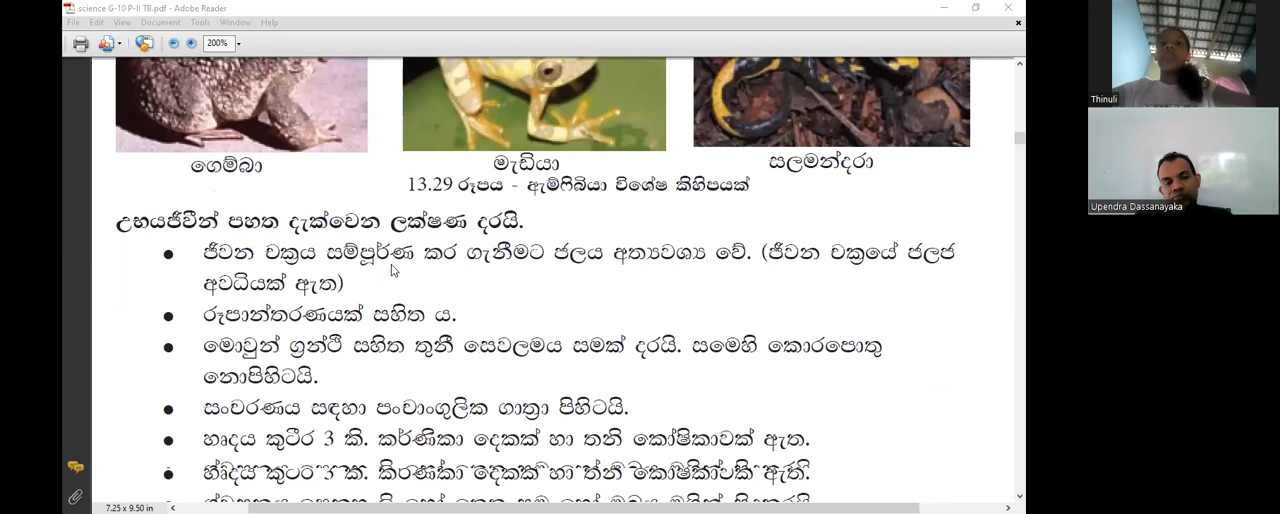 science G-10 P-II TB.pdf - Adobe Reader
File Edit View Document Tools Window Help
200%
ගෙම්බා මැඩියා සලමන්දරා
13.29 රූපය - ඇම්ෆිබියා විශේෂ කිහිපයක්
උභයජීවීන් පහත දැක්වෙන ලක්ෂණ දරයි.
● ජීවන චක්‍රය සම්පූර්ණ කර ගැනීමට ජලය අත්‍යවශ්‍ය වේ. (ජීවන චක්‍රයේ ජලජ
අවධියක් ඇත)
● රූපාන්තරණයක් සහිත ය.
● මොවුන් ග්‍රන්ථි සහිත තුනී සෙවලමය සමක් දරයි. සමෙහි කොරපොතු
නොපිහිටයි.
● සංචරණය සඳහා පංචාංගුලික ගාත්‍රා පිහිටයි.
● හෘදය කුටීර 3 කි. කර්ණිකා දෙකක් හා තනි කෝෂිකාවක් ඇත.
7.25 x 9.50 in
Thinuli
Upendra Dassanayaka